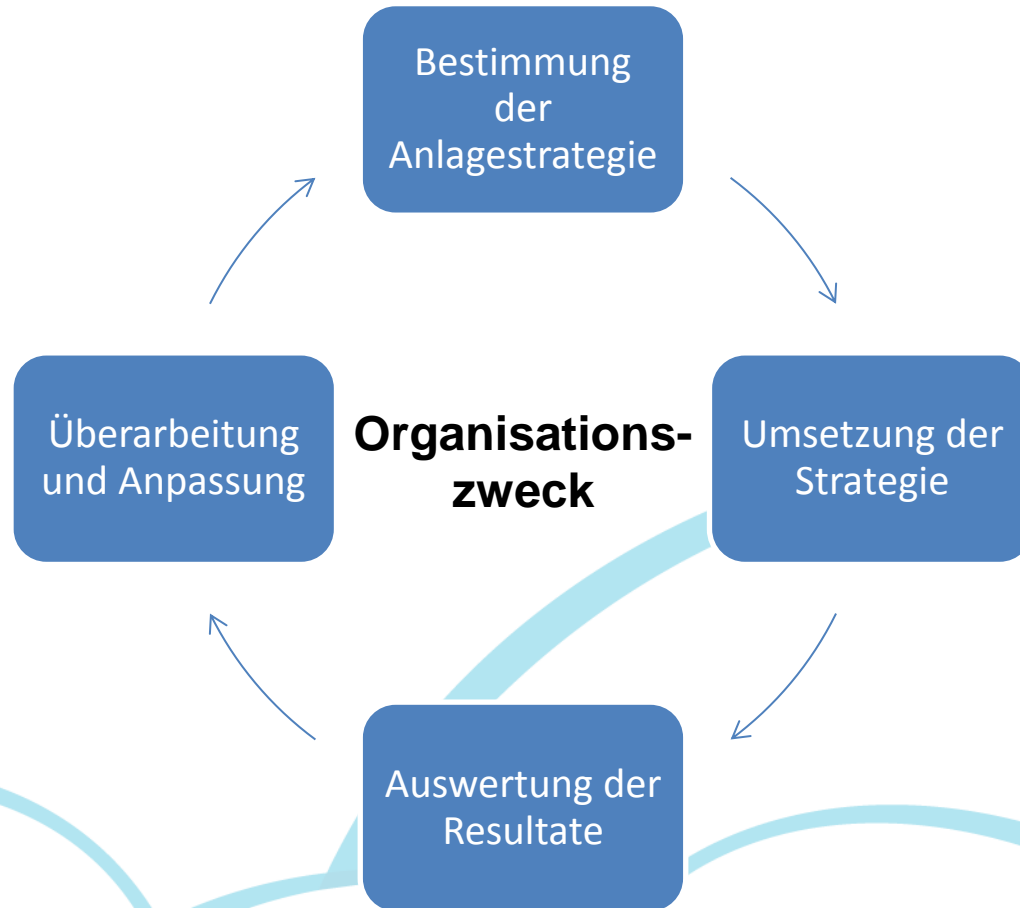 Bestimmung
der
Anlagestrategie
Überarbeitung
und Anpassung
Organisations-
zweck
Umsetzung der
Strategie
Auswertung der
Resultate